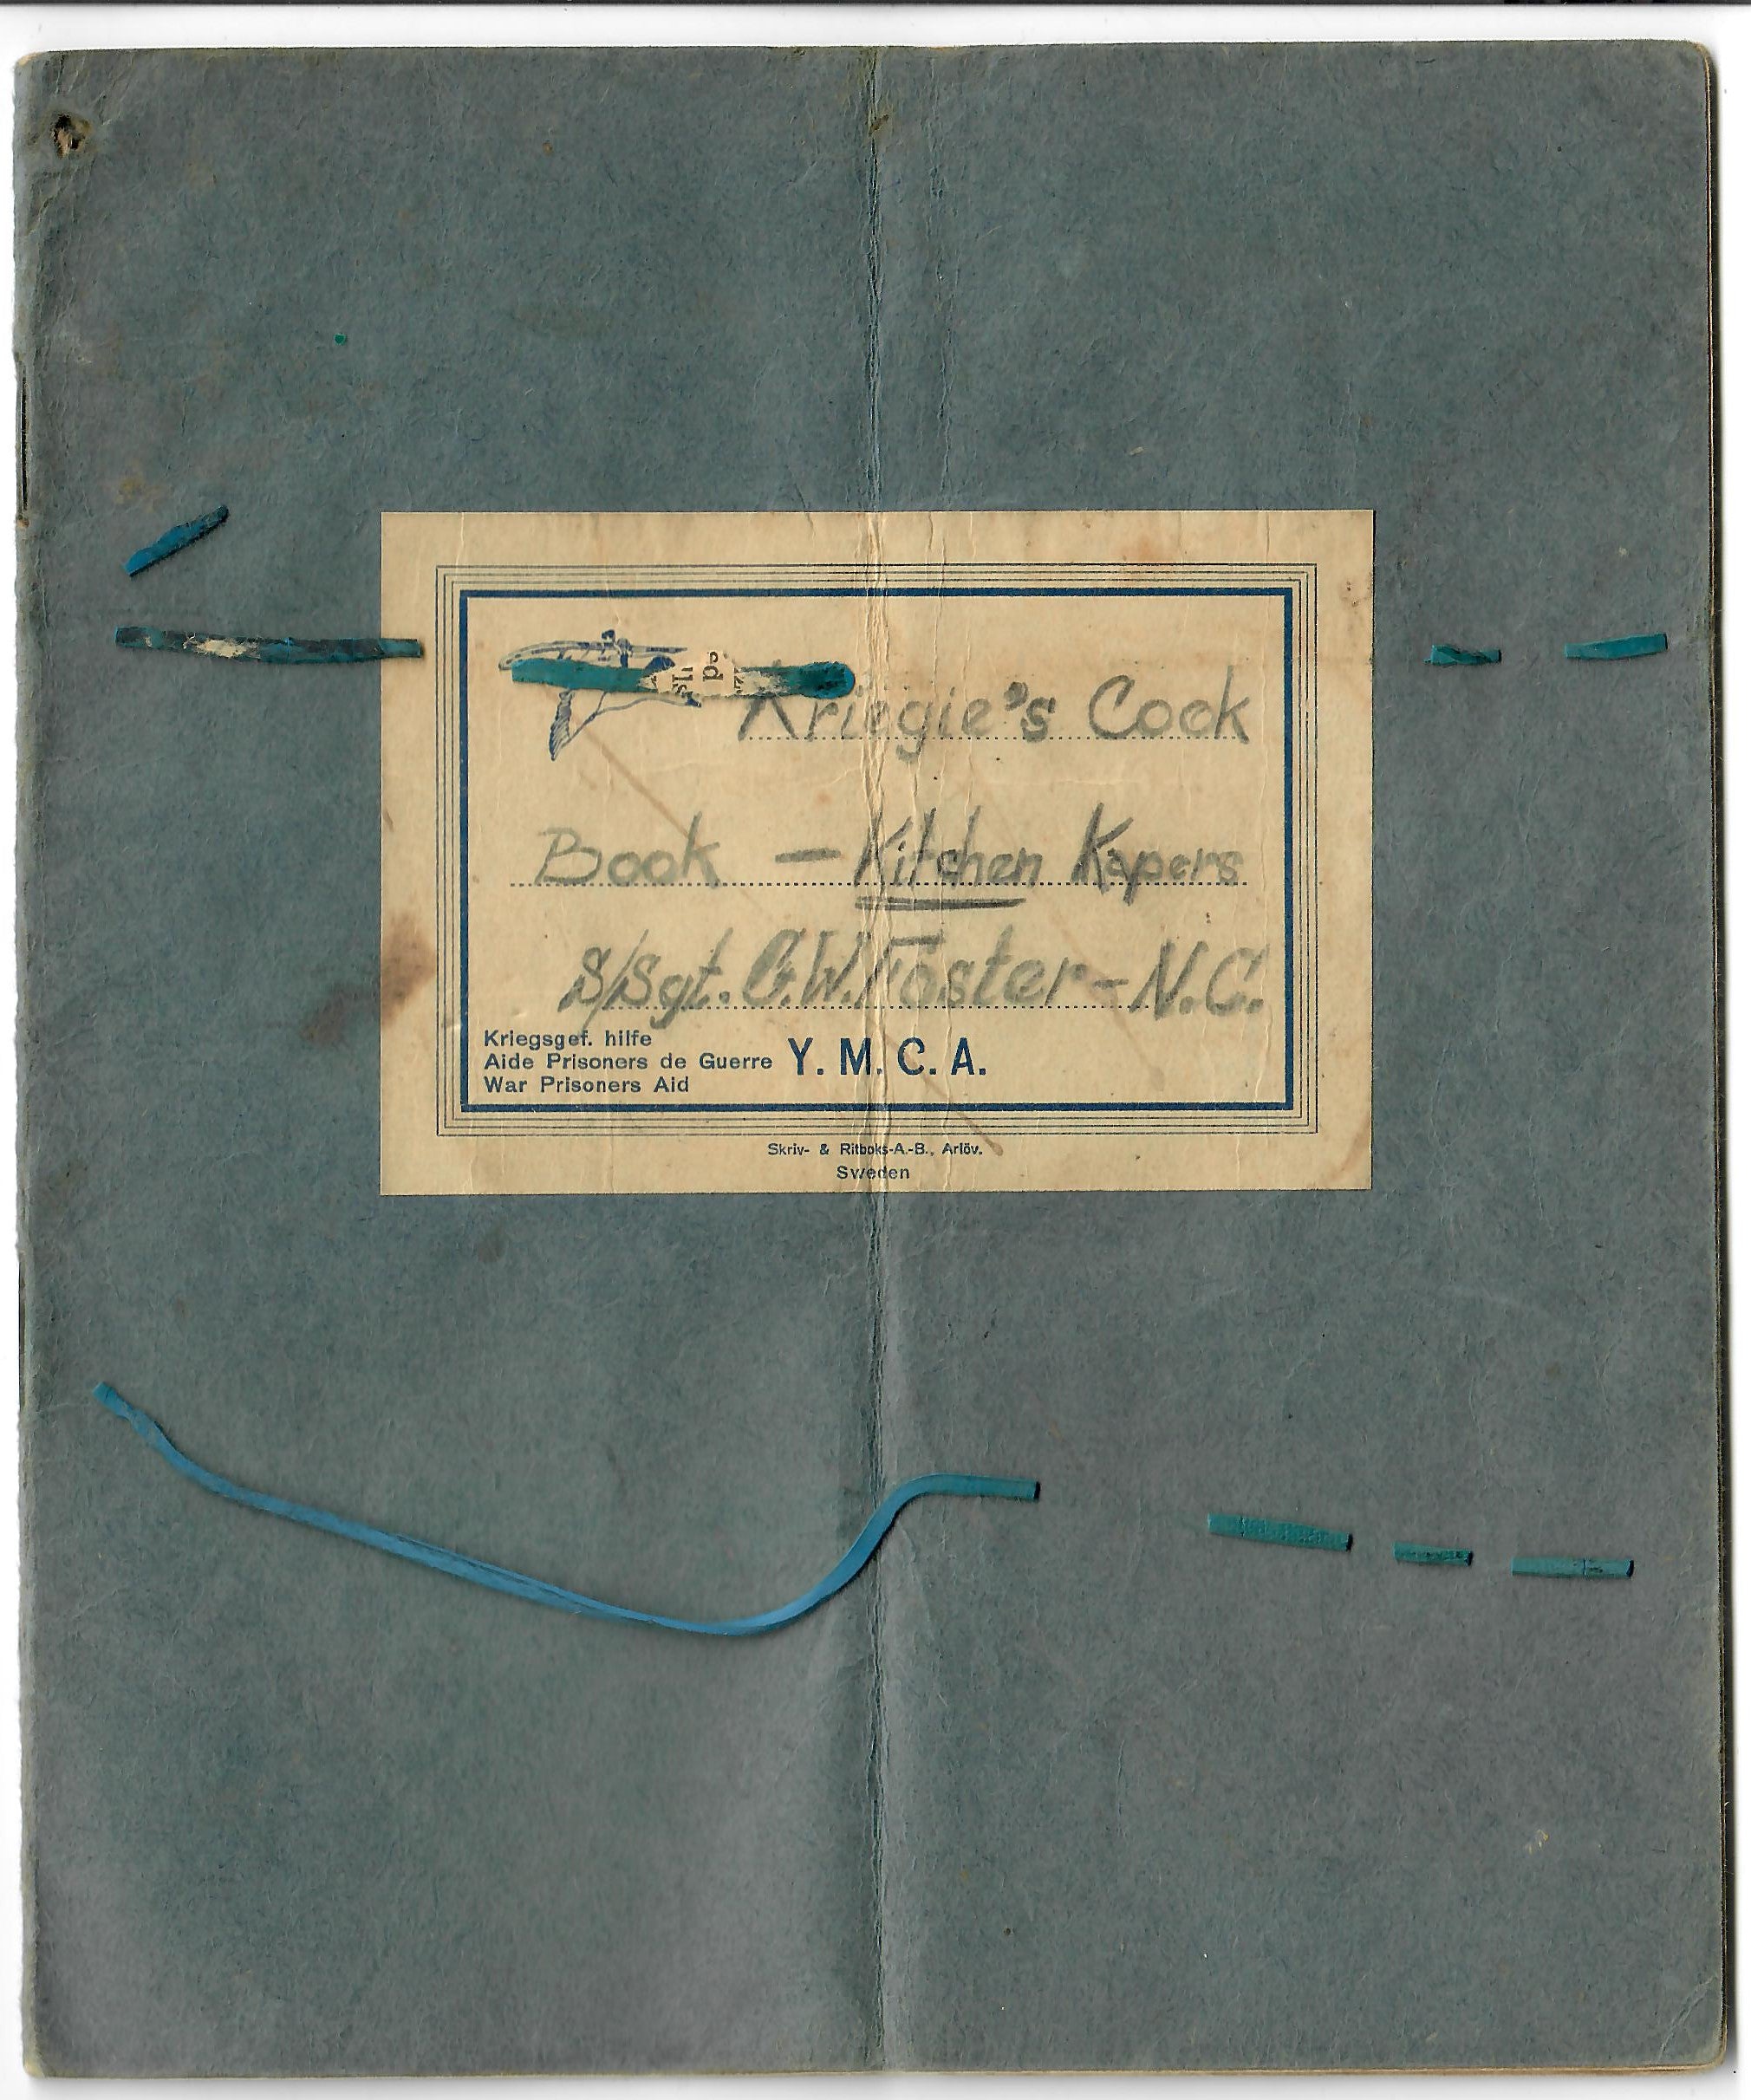 Kriegie's Cook
Book — Kitchen Kapers
S/Sgt. G.W. Foster - N.C.
Kriegsgef. hilfe
Aide Prisoners de Guerre
War Prisoners Aid
Y. M. C. A.
Skriv- & Ritboks-A.-B., Arlöv.
Sweden